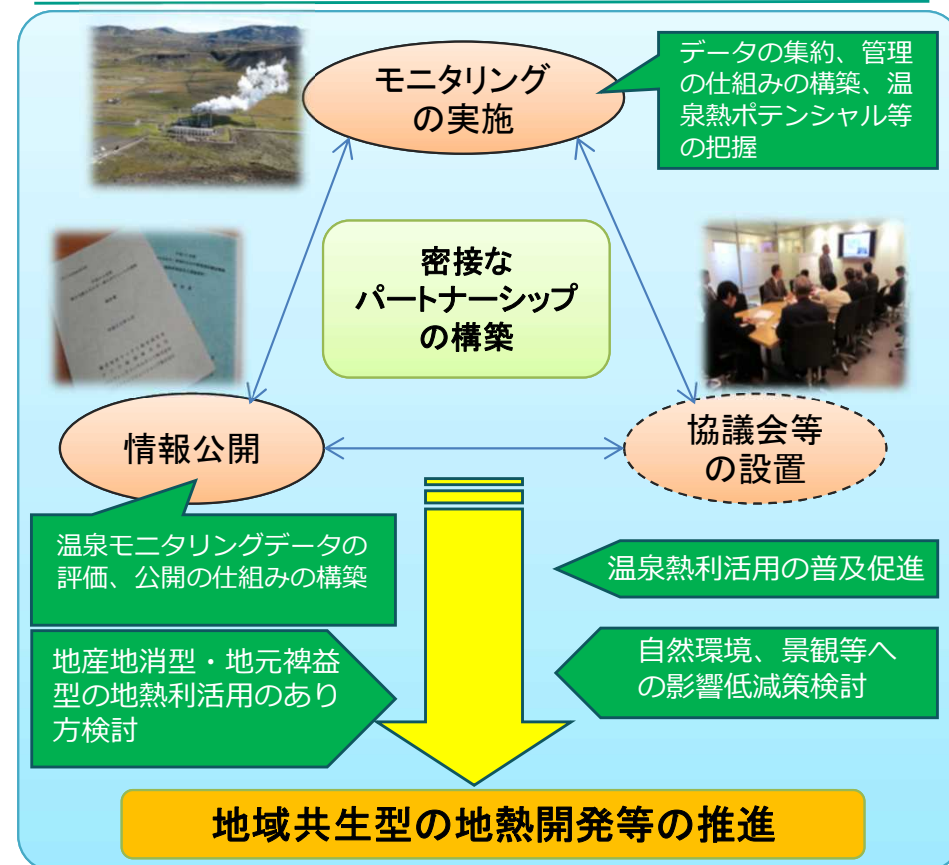 モニタリング
の実施
データの集約、管理
の仕組みの構築、温
泉熱ポテンシャル等
の把握
密接な
パートナーシップ
の構築
情報公開
協議会等
の設置
温泉モニタリングデータの
評価、公開の仕組みの構築
温泉熱利活用の普及促進
地産地消型・地元裨益
型の地熱利活用のあり
方検討
自然環境、景観等へ
の影響低減策検討
地域共生型の地熱開発等の推進